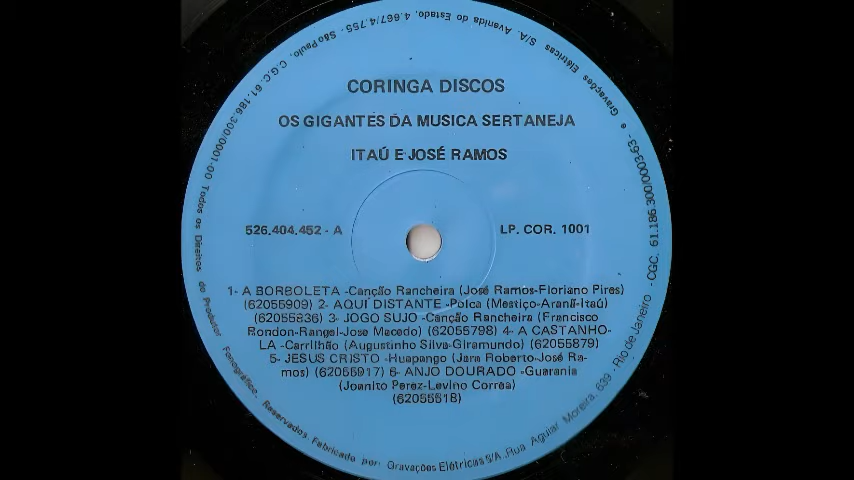 CORINGA DISCOS
OS GIGANTES DA MUSICA SERTANEJA
ITAÚ E JOSÉ RAMOS
526.404.452 - A
LP. COR. 1001
1- A BORBOLETA -Canção Rancheira (José Ramos-Floriano Pires)
(62055909) 2- AQUI DISTANTE -Polca (Mestiço-Aranã-Itaú)
(62055836) 3- JOGO SUJO -Canção Rancheira (Francisco
Rondon-Rangel-Jose Macedo) (62055798) 4- A CASTANHO-
LA -Carrilhão (Augustinho Silva-Giramundo) (62055879)
5- JESUS CRISTO -Huapango (Jara Roberto-José Ra-
mos) (62055917) 6- ANJO DOURADO -Guarania
(Joanito Perez-Levino Correa)
(62055518)
Todos os Direitos do Produtor Fonográfico. Reservados. Fabricado por: Gravações Elétricas S/A .Rua Aguiar Moreira, 639 - Rio de Janeiro - CGC. 61.186.300/0003-63 - e Gravações Elétricas S/A. Avenida do Estado, 4.667/4.755 - São Paulo, C.G.C. 61.186.300/0001-00